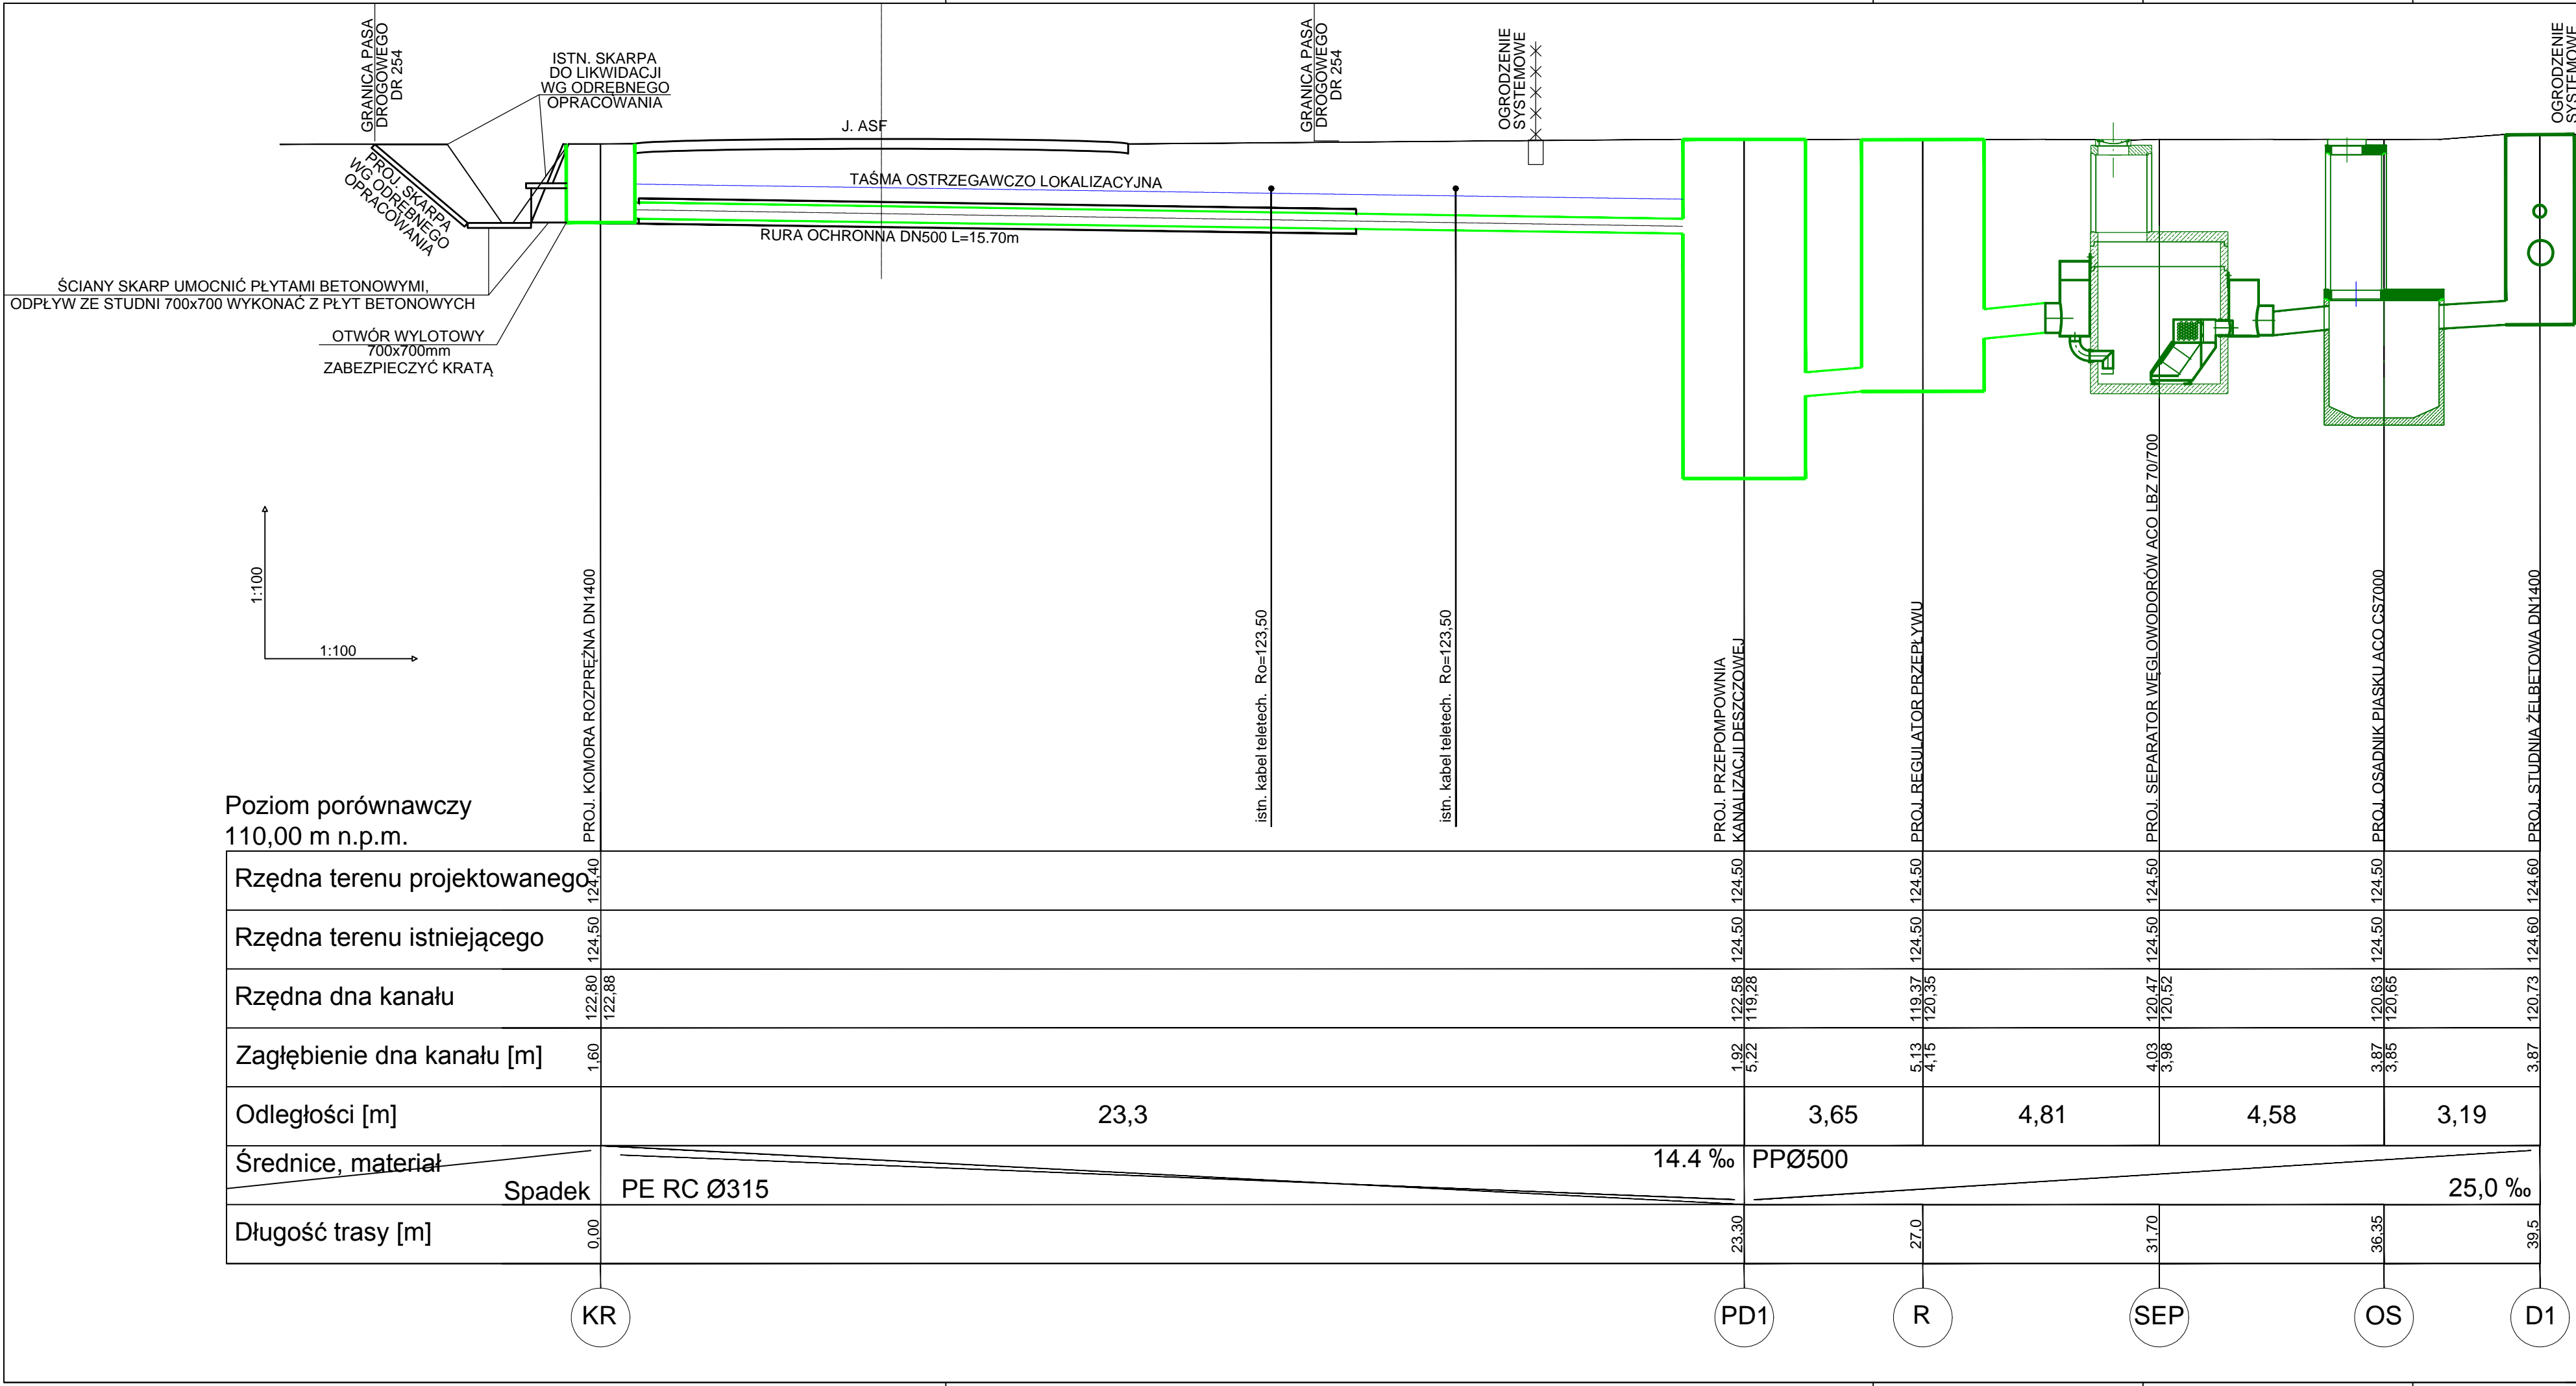 GRANICA PASA
DROGOWEGO
DR 254
ISTN. SKARPA
DO LIKWIDACJI
WG ODRĘBNEGO
OPRACOWANIA
J. ASF
GRANICA PASA
DROGOWEGO
DR 254
OGRODZENIE
SYSTEMOWE
OGRODZENIE
SYSTEMOWE
PROJ. SKARPA
WG ODRĘBNEGO
OPRACOWANIA
TAŚMA OSTRZEGAWCZO LOKALIZACYJNA
RURA OCHRONNA DN500 L=15.70m
ŚCIANY SKARP UMOCNIĆ PŁYTAMI BETONOWYMI,
ODPŁYW ZE STUDNI 700x700 WYKONAĆ Z PŁYT BETONOWYCH
OTWÓR WYLOTOWY
700x700mm
ZABEZPIECZYĆ KRATĄ
1:100
1:100
PROJ. KOMORA ROZPRĘŻNA DN1400
istn. kabel teletech. Ro=123,50
istn. kabel teletech. Ro=123,50
PROJ. PRZEPOMPOWNIA
KANALIZACJI DESZCZOWEJ
PROJ. REGULATOR PRZEPŁYWU
PROJ. SEPARATOR WĘGLOWODORÓW ACO LBZ 70/700
PROJ. OSADNIK PIASKU ACO CS7000
PROJ. STUDNIA ŻELBETOWA DN1400
Poziom porównawczy
110,00 m n.p.m.
Rzędna terenu projektowanego 124,40 124,50 124,50 124,50 124,50 124,60
Rzędna terenu istniejącego 124,50 124,50 124,50 124,50 124,50 124,60
Rzędna dna kanału 122,80 122,88 122,58 119,28 119,37 120,35 120,47 120,52 120,63 120,65 120,73
Zagłębienie dna kanału [m] 1,60 1,92 5,22 5,13 4,15 4,03 3,98 3,87 3,85 3,87
Odległości [m] 23,3 3,65 4,81 4,58 3,19
Średnice, materiał 14.4 ‰ PPØ500
Spadek PE RC Ø315 25,0 ‰
Długość trasy [m] 0,00 23,30 27,0 31,70 36,35 39,5
KR PD1 R SEP OS D1